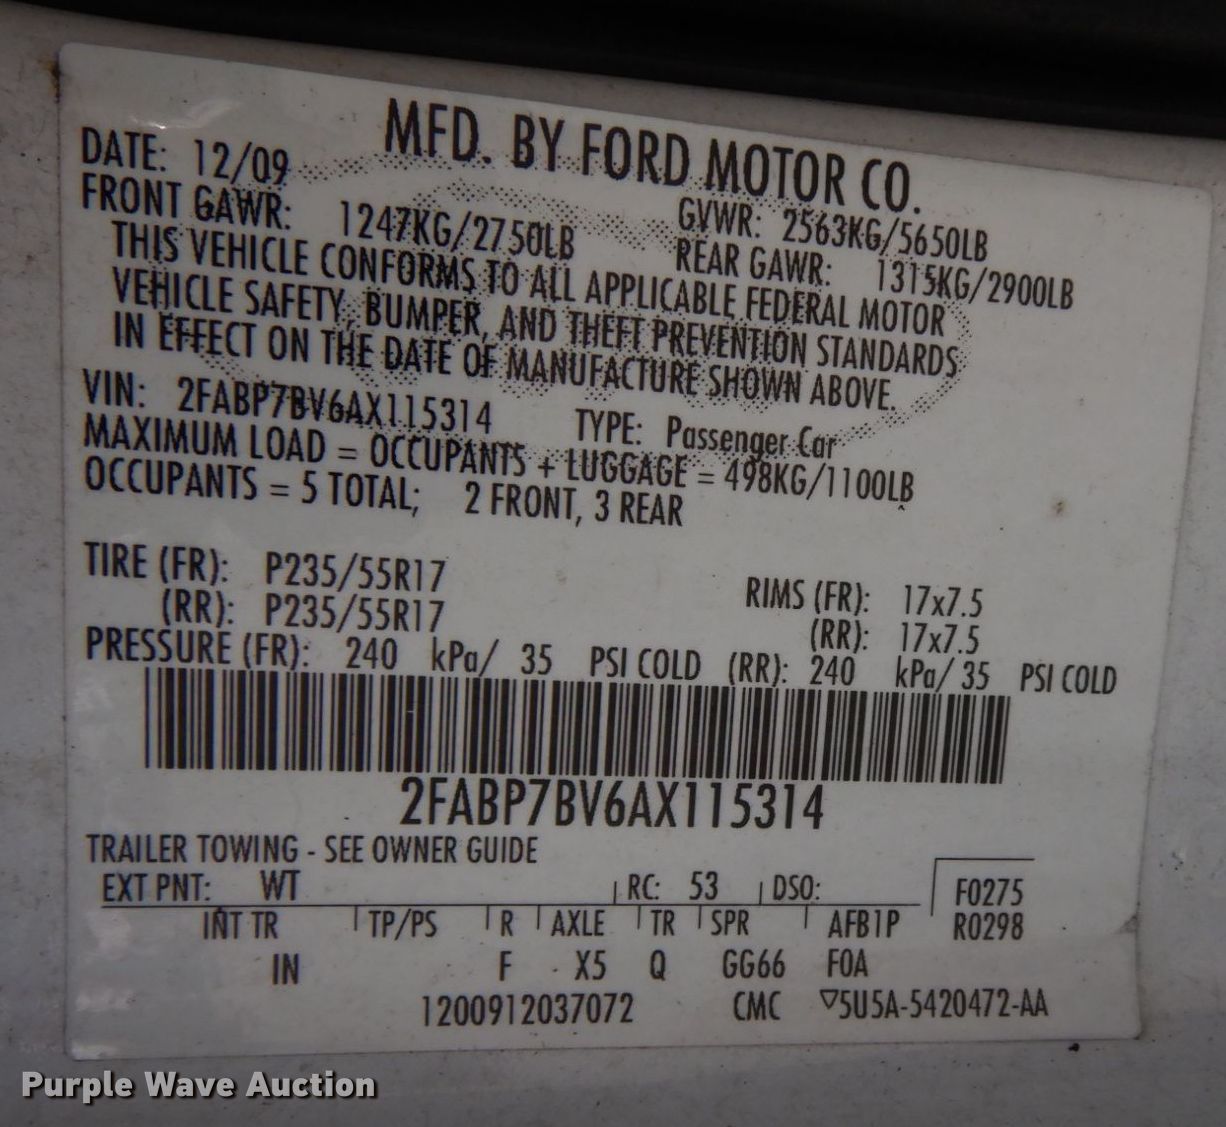 MFD. BY FORD MOTOR CO.
DATE: 12/09
GVWR: 2563KG/5650LB
FRONT GAWR: 1247KG/2750LB
REAR GAWR: 1315KG/2900LB
THIS VEHICLE CONFORMS TO ALL APPLICABLE FEDERAL MOTOR
VEHICLE SAFETY, BUMPER, AND THEFT PREVENTION STANDARDS
IN EFFECT ON THE DATE OF MANUFACTURE SHOWN ABOVE.
VIN: 2FABP7BV6AX115314 TYPE: Passenger Car
MAXIMUM LOAD = OCCUPANTS + LUGGAGE = 498KG/1100LB
OCCUPANTS = 5 TOTAL; 2 FRONT, 3 REAR
TIRE (FR): P235/55R17 RIMS (FR): 17x7.5
(RR): P235/55R17 (RR): 17x7.5
PRESSURE (FR): 240 kPa/ 35 PSI COLD (RR): 240 kPa/ 35 PSI COLD
2FABP7BV6AX115314
TRAILER TOWING - SEE OWNER GUIDE
EXT PNT: WT RC: 53 DSO: F0275
INT TR TP/PS R AXLE TR SPR AFB1P R0298
IN F X5 Q GG66 F0A
1200912037072 CMC ▽5U5A-5420472-AA
Purple Wave Auction